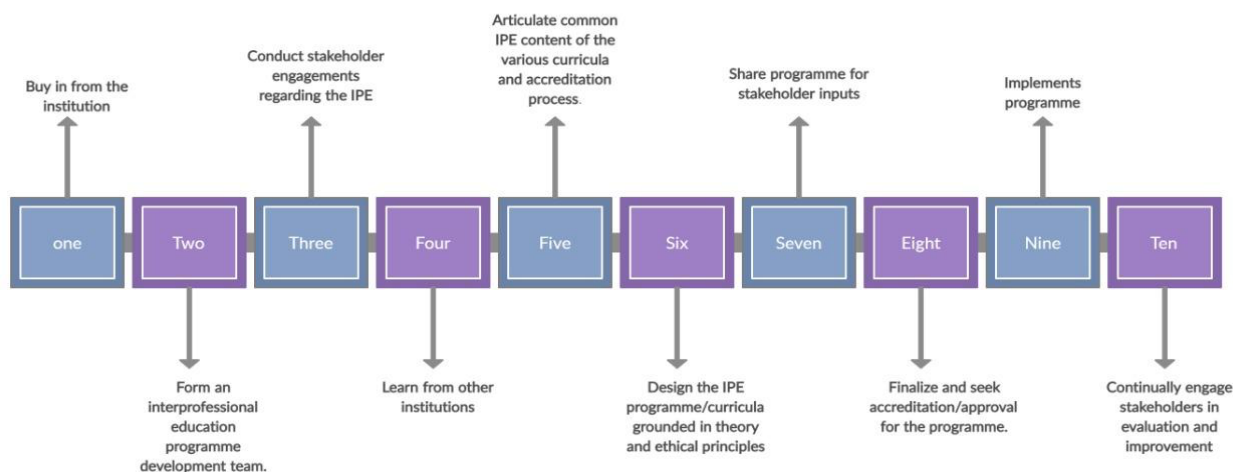 Buy in from the
institution
Conduct stakeholder
engagements
regarding the IPE
Articulate common
IPE content of the
various curricula
and accreditation
process.
Share programme for
stakeholder inputs
Implements
programme
one
Two
Three
Four
Five
Six
Seven
Eight
Nine
Ten
Form an
interprofessional
education
programme
development team.
Learn from other
institutions
Design the IPE
programme/curricula
grounded in theory
and ethical principles
Finalize and seek
accreditation/approval
for the programme.
Continually engage
stakeholders in
evaluation and
improvement